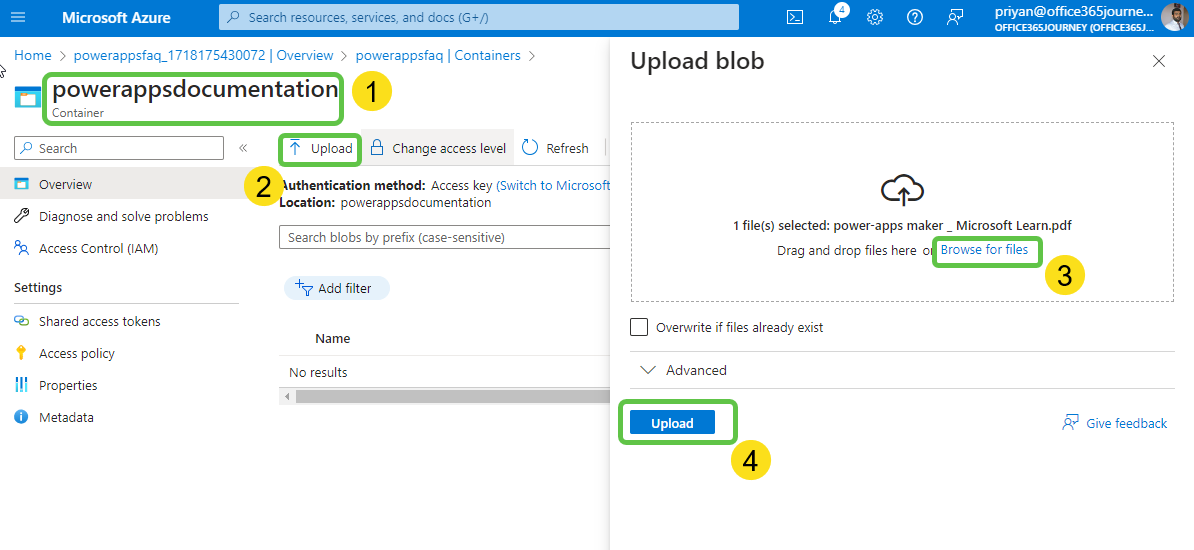 Microsoft Azure
Search resources, services, and docs (G+/)
4
priyan@office365journe...
OFFICE365JOURNEY (OFFICE365J...
Home > powerappsfaq_1718175430072 | Overview > powerappsfaq | Containers >
powerappsdocumentation
Container
1
Search
«
Upload
Change access level
Refresh
2
Overview
Diagnose and solve problems
Access Control (IAM)
Settings
Shared access tokens
Access policy
Properties
Metadata
Authentication method: Access key (Switch to Microsoft
Location: powerappsdocumentation
Search blobs by prefix (case-sensitive)
Add filter
Name
No results
Upload blob
1 file(s) selected: power-apps maker _ Microsoft Learn.pdf
Drag and drop files here or Browse for files
3
Overwrite if files already exist
Advanced
Upload
4
Give feedback